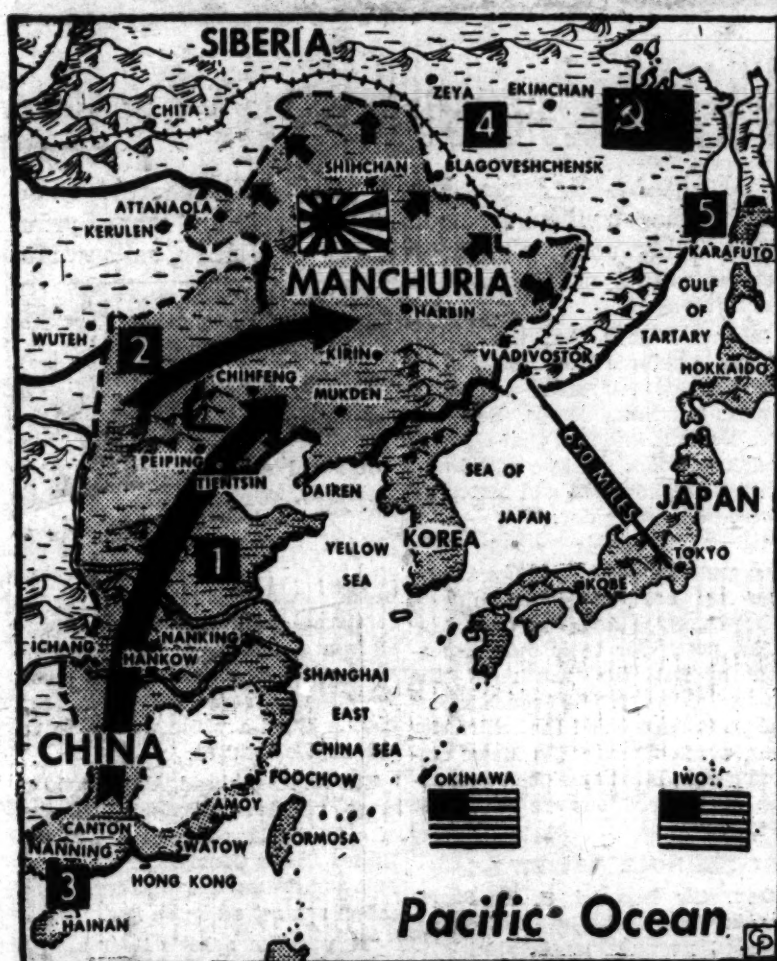 SIBERIA
ZEYA
EKIMCHAN
CHITA
4
SHIHCHAN
BLAGOVESHCHENSK
ATTANAOLA
KERULEN
5
KARAFUTO
MANCHURIA
GULF
OF
TARTARY
HARBIN
WUTEH
2
KIRIN
VLADIVOSTOK
HOKKAIDO
CHIHFENG
MUKDEN
PEIPING
TIENTSIN
DAIREN
SEA OF
JAPAN
650 MILES
JAPAN
KOREA
YELLOW
SEA
1
TOKYO
KOBE
NANKING
ICHANG
HANKOW
SHANGHAI
EAST
CHINA SEA
CHINA
FOOCHOW
OKINAWA
IWO
AMOY
CANTON
SWATOW
FORMOSA
NANNING
HONG KONG
3
HAINAN
Pacific Ocean
CP